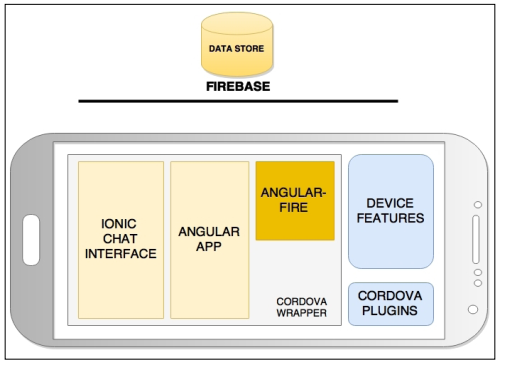 DATA STORE
FIREBASE
IONIC
CHAT
INTERFACE
ANGULAR
APP
ANGULAR-
FIRE
CORDOVA
WRAPPER
DEVICE
FEATURES
CORDOVA
PLUGINS